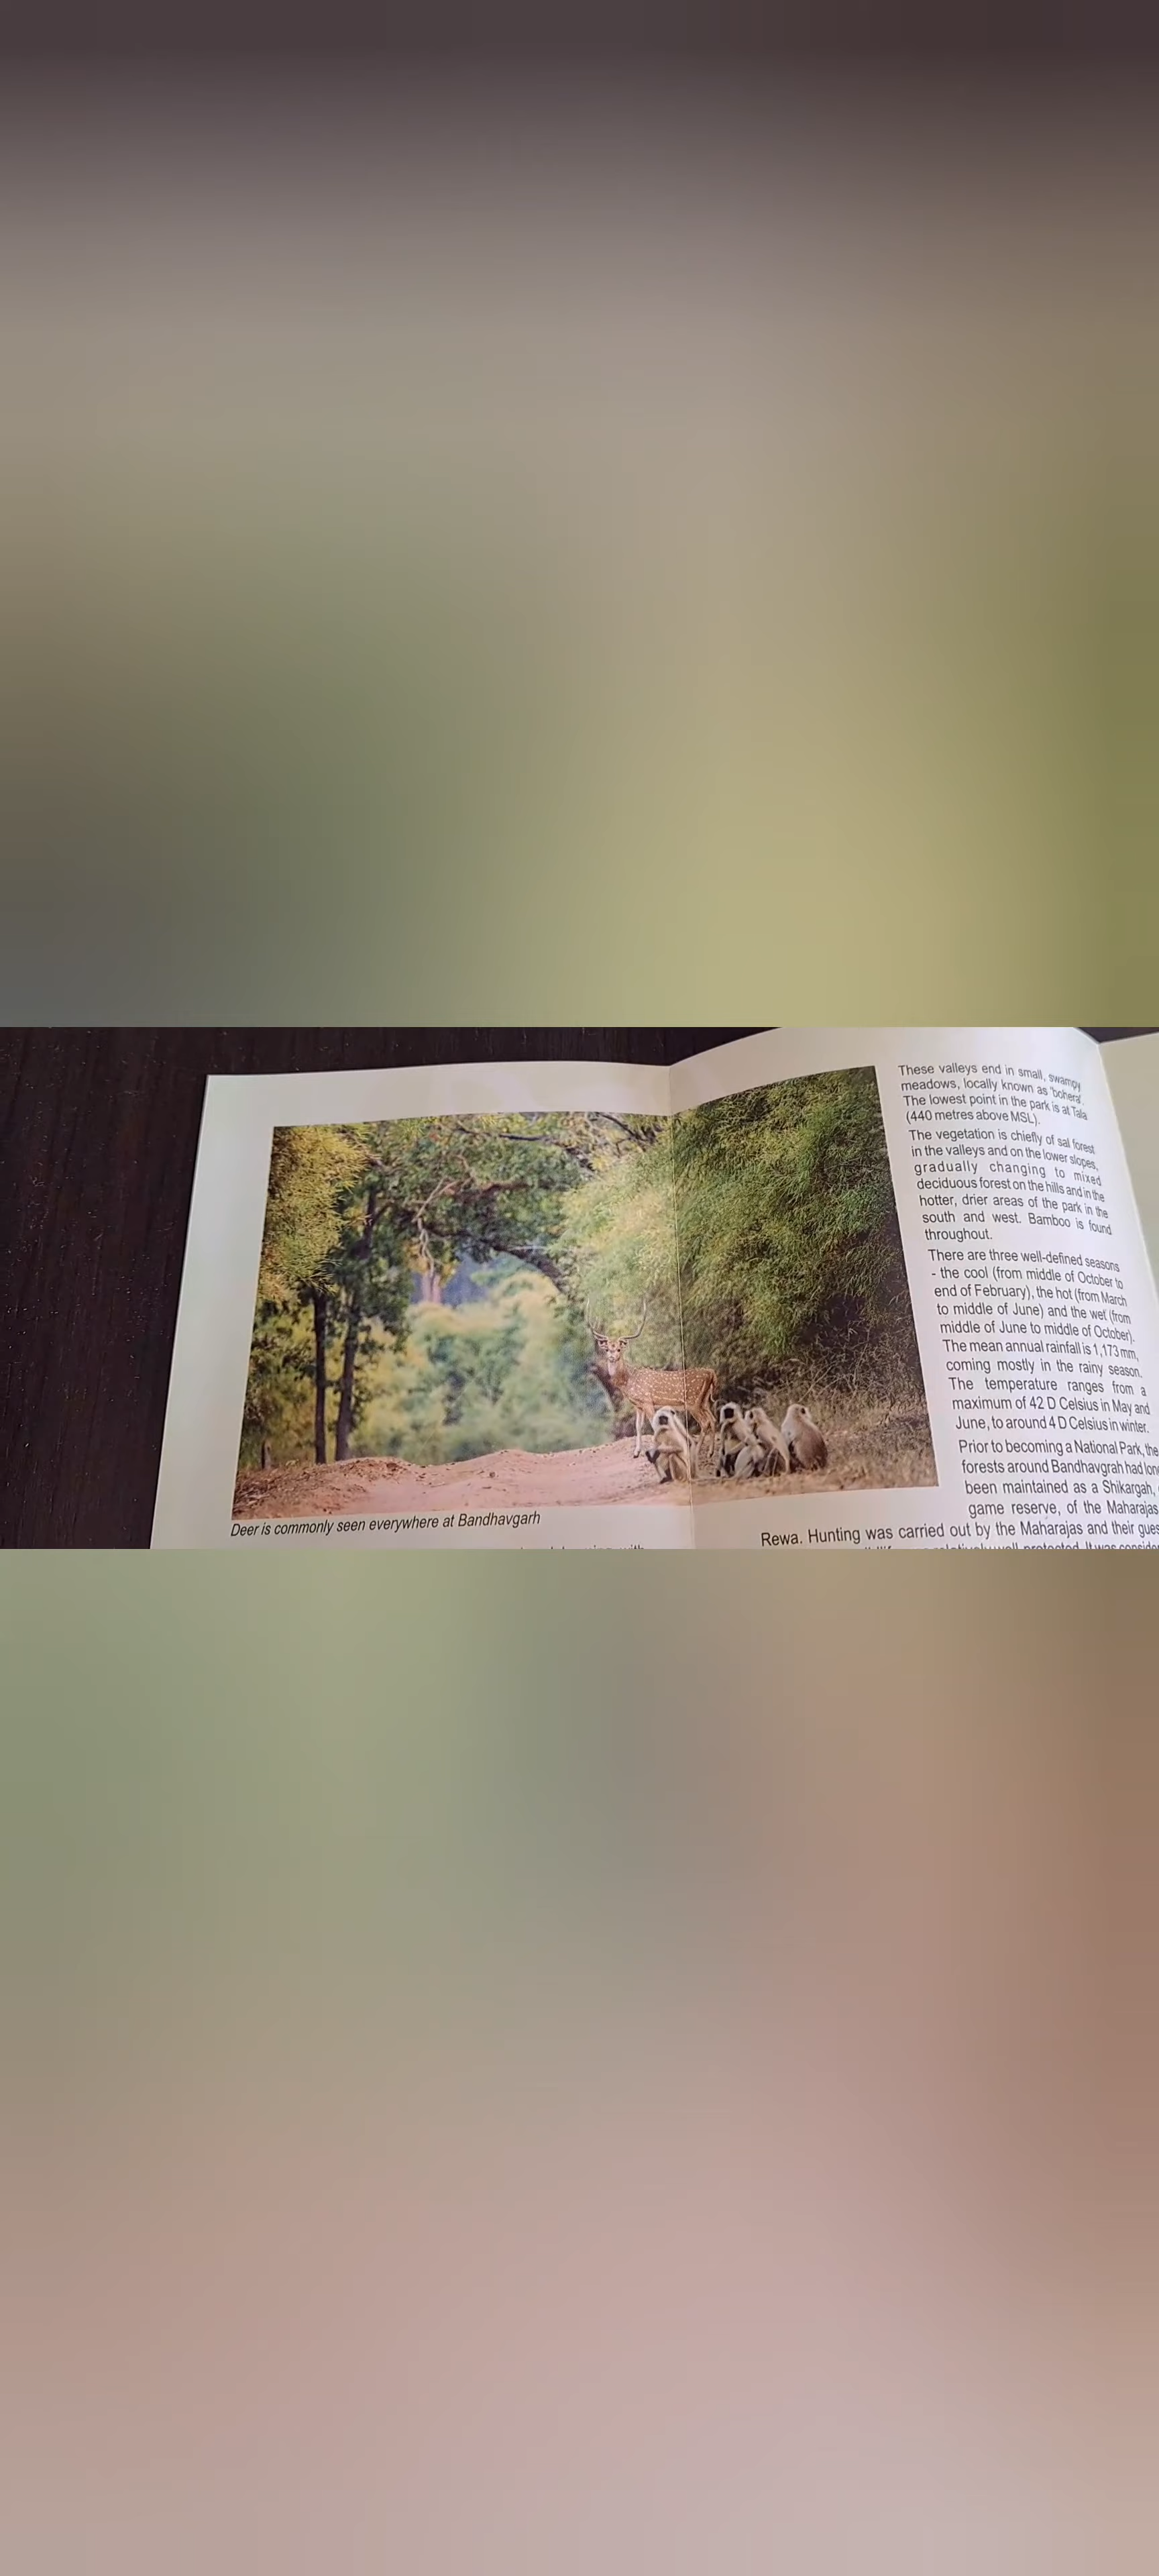 Deer is commonly seen everywhere at Bandhavgarh
These valleys end in small, swampy
meadows, locally known as 'bohera'.
The lowest point in the park is at Tala
(440 metres above MSL).
The vegetation is chiefly of sal forest
in the valleys and on the lower slopes,
gradually changing to mixed
deciduous forest on the hills and in the
hotter, drier areas of the park in the
south and west. Bamboo is found
throughout.
There are three well-defined seasons
- the cool (from middle of October to
end of February), the hot (from March
to middle of June) and the wet (from
middle of June to middle of October).
The mean annual rainfall is 1,173 mm,
coming mostly in the rainy season.
The temperature ranges from a
maximum of 42 D Celsius in May and
June, to around 4 D Celsius in winter.
Prior to becoming a National Park, the
forests around Bandhavgrah had
been maintained as a Shikargah,
game reserve, of the Maharajas
Rewa. Hunting was carried out by the Maharajas and their
relatively well protected. It was